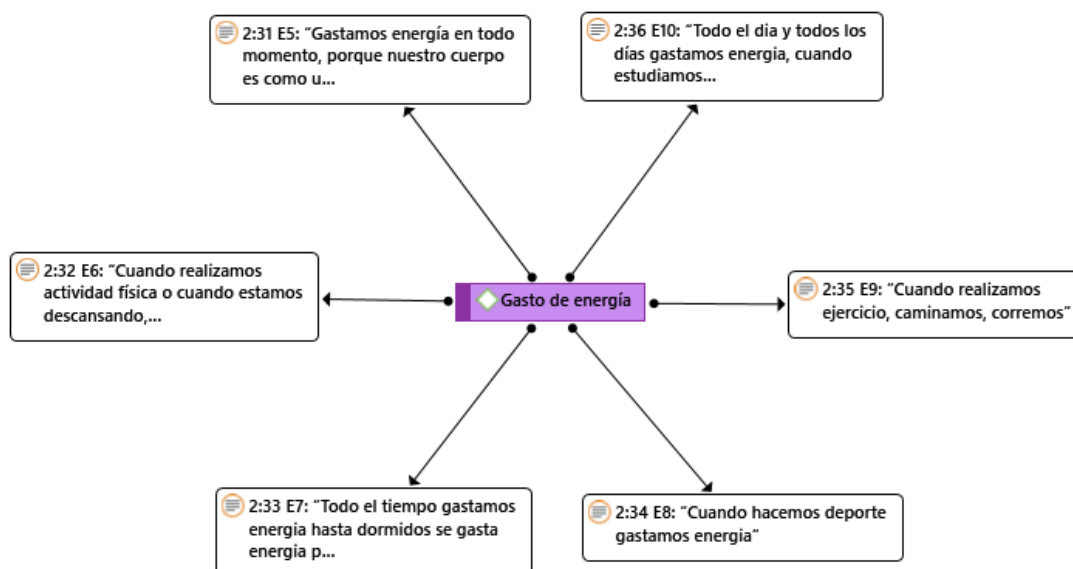 2:31 E5: “Gastamos energía en todo
momento, porque nuestro cuerpo
es como u...
2:36 E10: “Todo el dia y todos los
días gastamos energia, cuando
estudiamos...
2:32 E6: “Cuando realizamos
actividad física o cuando estamos
descansando,...
Gasto de energía
2:35 E9: “Cuando realizamos
ejercicio, caminamos, corremos”
2:33 E7: “Todo el tiempo gastamos
energia hasta dormidos se gasta
energia p...
2:34 E8: “Cuando hacemos deporte
gastamos energia”